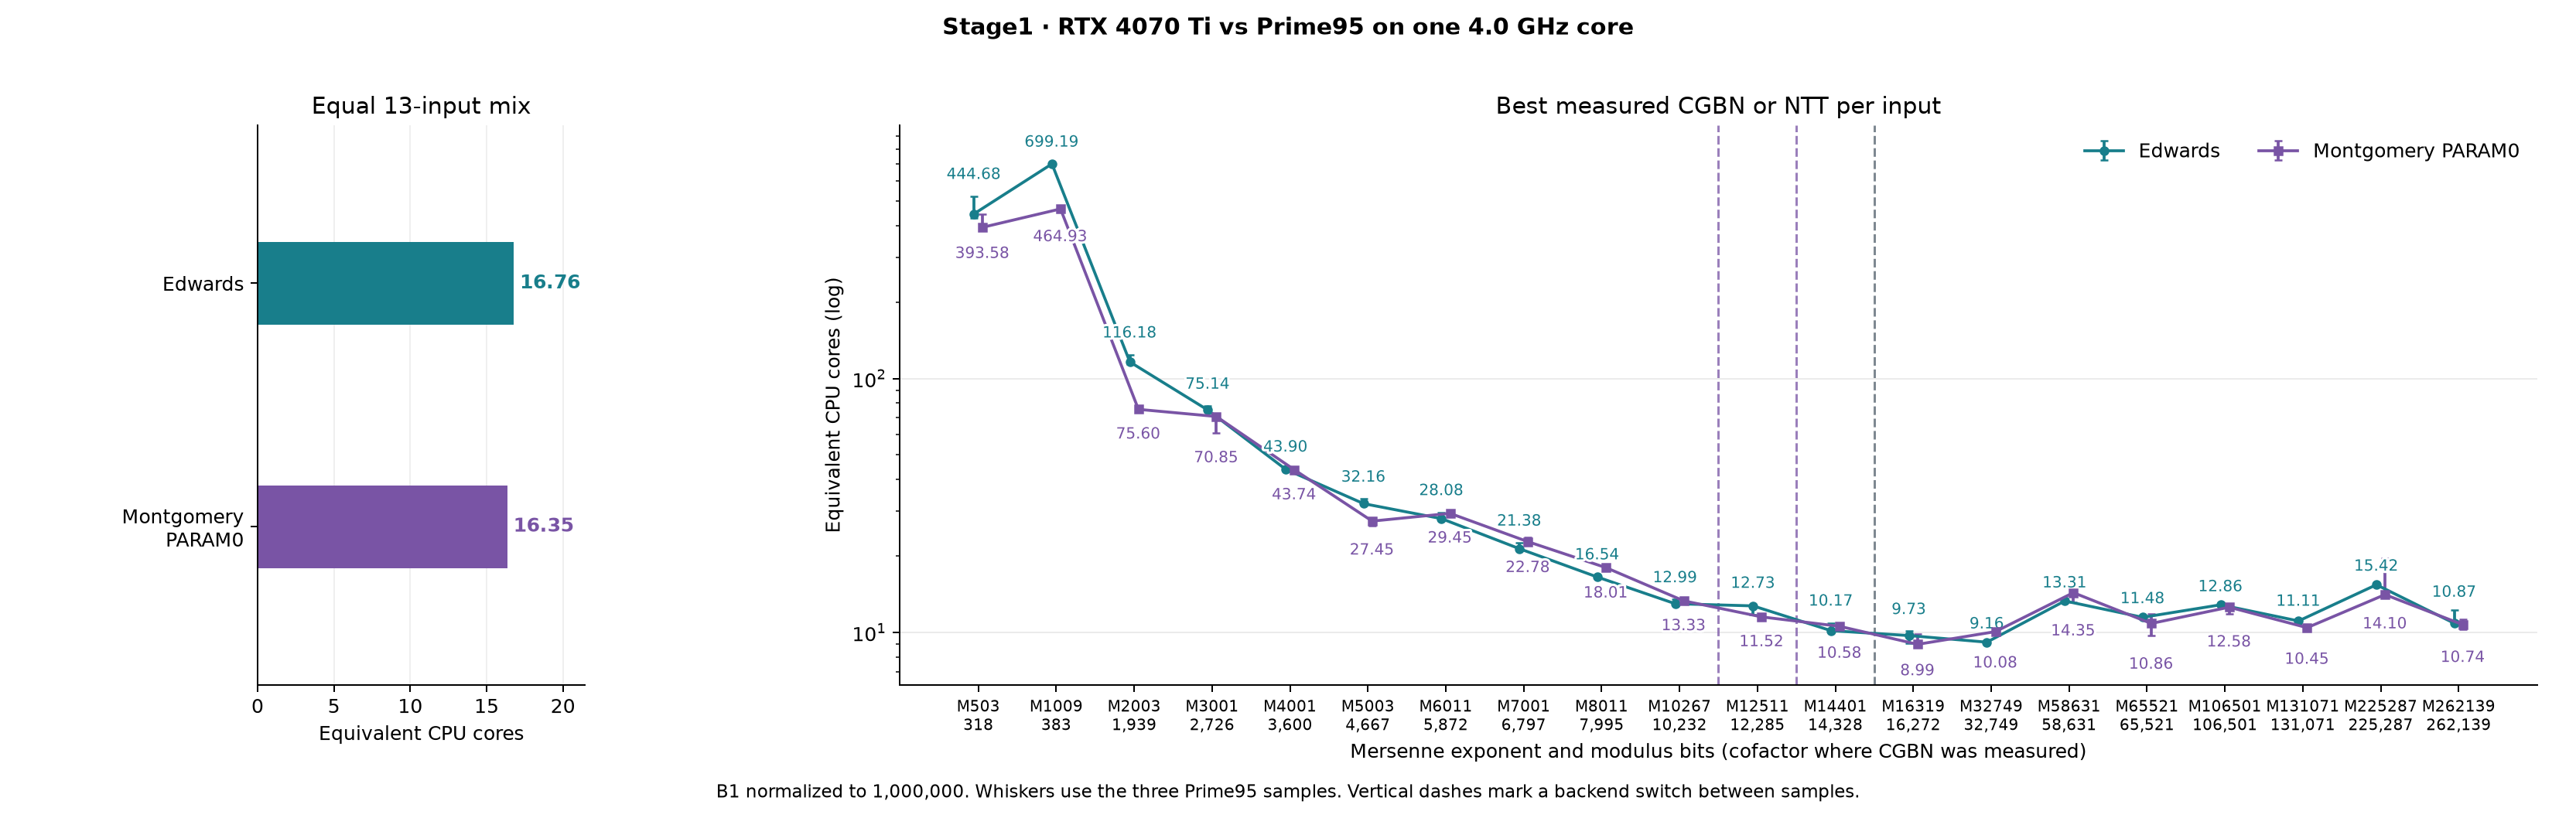 Stage1 · RTX 4070 Ti vs Prime95 on one 4.0 GHz core
Equal 13-input mix
Edwards
16.76
Montgomery
PARAM0
16.35
0 5 10 15 20
Equivalent CPU cores
Best measured CGBN or NTT per input
Edwards
Montgomery PARAM0
Equivalent CPU cores (log)
10²
10¹
444.68
699.19
116.18
75.14
43.90
32.16
28.08
21.38
16.54
12.99
12.73
10.17
9.73
9.16
13.31
11.48
12.86
11.11
15.42
10.87
393.58
464.93
75.60
70.85
43.74
27.45
29.45
22.78
18.01
13.33
11.52
10.58
8.99
10.08
14.35
10.86
12.58
10.45
14.10
10.74
M503 M1009 M2003 M3001 M4001 M5003 M6011 M7001 M8011 M10267 M12511 M14401 M16319 M32749 M58631 M65521 M106501 M131071 M225287 M262139
318 383 1,939 2,726 3,600 4,667 5,872 6,797 7,995 10,232 12,285 14,328 16,272 32,749 58,631 65,521 106,501 131,071 225,287 262,139
Mersenne exponent and modulus bits (cofactor where CGBN was measured)
B1 normalized to 1,000,000. Whiskers use the three Prime95 samples. Vertical dashes mark a backend switch between samples.